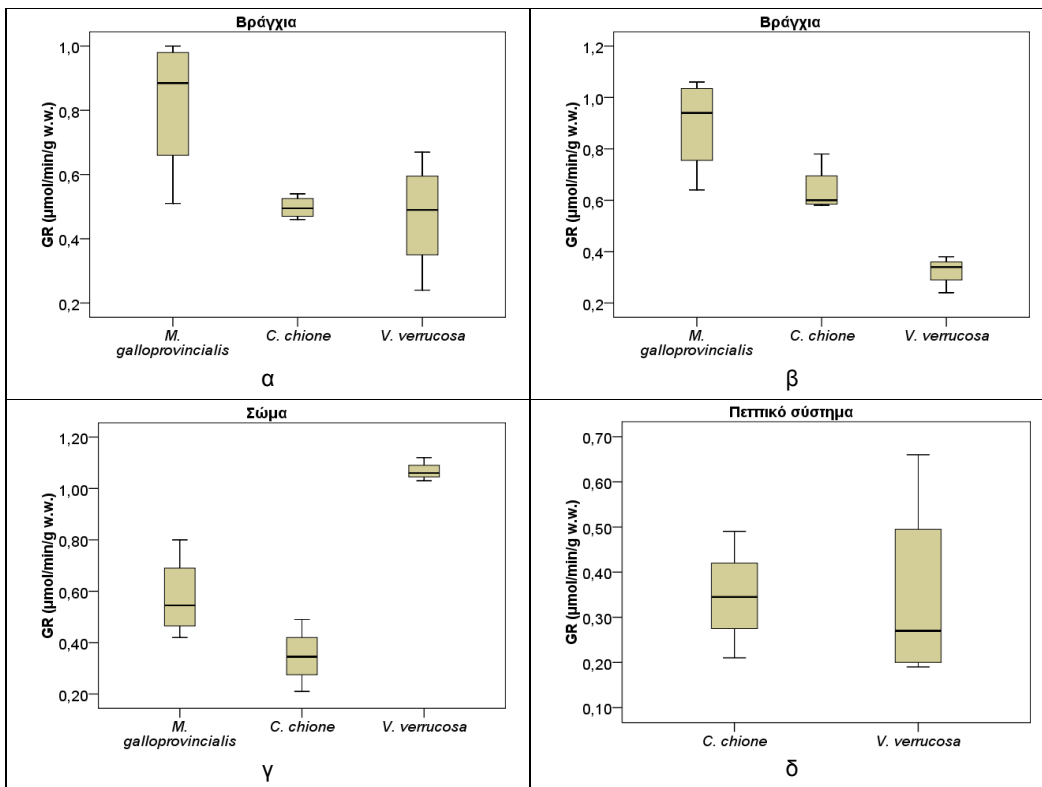 Βράγχια
GR (μmol/min/g w.w.)
1,0
0,8
0,6
0,4
0,2
M. galloprovincialis
C. chione
V. verrucosa
α
Βράγχια
GR (μmol/min/g w.w.)
1,2
1,0
0,8
0,6
0,4
0,2
M. galloprovincialis
C. chione
V. verrucosa
β
Σώμα
GR (μmol/min/g w.w.)
1,20
1,00
0,80
0,60
0,40
0,20
M. galloprovincialis
C. chione
V. verrucosa
γ
Πεπτικό σύστημα
GR (μmol/min/g w.w.)
0,70
0,60
0,50
0,40
0,30
0,20
0,10
C. chione
V. verrucosa
δ